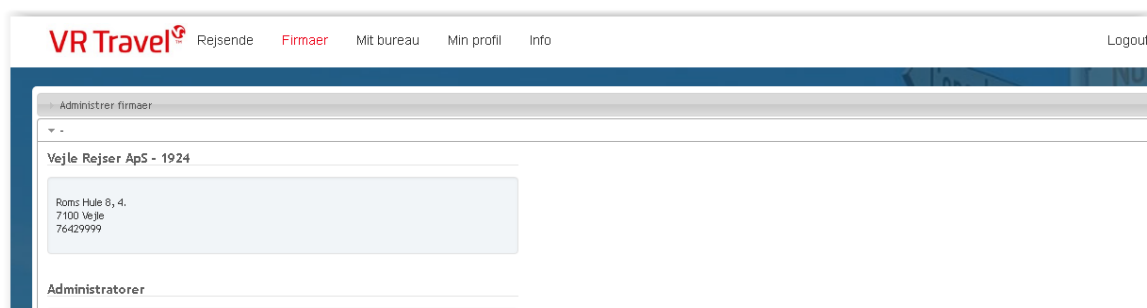 VR Travel Rejsende Firmaer Mit bureau Min profil Info Logout
Administrer firmaer
-
Vejle Rejser ApS - 1924
Roms Hule 8, 4.
7100 Vejle
76429999
Administratorer